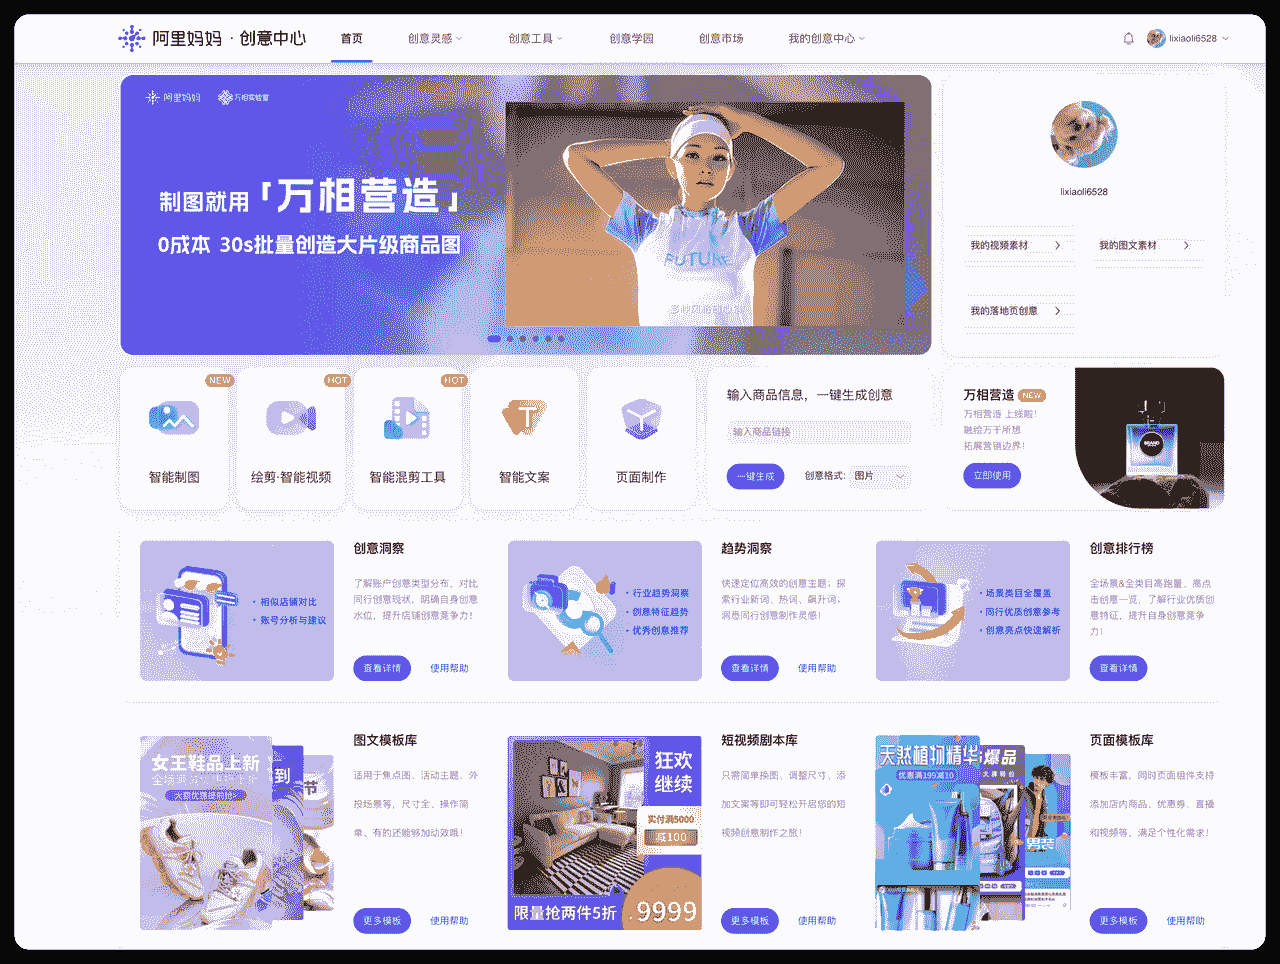 阿里妈妈 · 创意中心
首页
创意灵感
创意工具
创意学园
创意市场
我的创意中心
lixiaoli6528
阿里妈妈
万相实验室
制图就用「万相营造」
0成本 30s批量创造大片级商品图
FUTURE
lixiaoli6528
我的视频素材
我的图文素材
我的落地页创意
NEW
智能制图
HOT
绘剪·智能视频
HOT
智能混剪工具
智能文案
页面制作
输入商品信息，一键生成创意
输入商品链接
一键生成
创意格式:
图片
万相营造 NEW
万相营造 上线啦!
融绘万千所想
拓展营销边界!
立即使用
BRAND
• 相似店铺对比
• 账号分析与建议
创意洞察
了解账户创意类型分布，对比
同行创意现状，明确自身创意
水位，提升店铺创意竞争力!
查看详情
使用帮助
• 行业趋势洞察
• 创意特征趋势
• 优秀创意推荐
趋势洞察
快速定位高效的创意主题；探
索行业新词、热词、飙升词；
洞悉同行创意制作灵感!
查看详情
使用帮助
• 场景类目全覆盖
• 同行优质创意参考
• 创意亮点快速解析
创意排行榜
全场景&全类目高跑量、高点
击创意一览，了解行业优质创
意特征，提升自身创意竞争
力!
查看详情
女王鞋品上新
大额优惠提前抢>
到
节
图文模板库
适用于焦点图、活动主题、外
投场景等，尺寸全、操作简
单、有的还能够加动效哦!
更多模板
使用帮助
狂欢
继续
实付满5000
减100
限量抢两件5折
9999
短视频剧本库
只需简单换图、调整尺寸、添
加文案等即可轻松开启您的短
视频创意制作之旅!
更多模板
使用帮助
天然植物精华
优惠满199减10
爆品
男装
页面模板库
模板丰富，同时页面组件支持
添加店内商品、优惠券、直播
和视频等，满足个性化需求!
更多模板
使用帮助